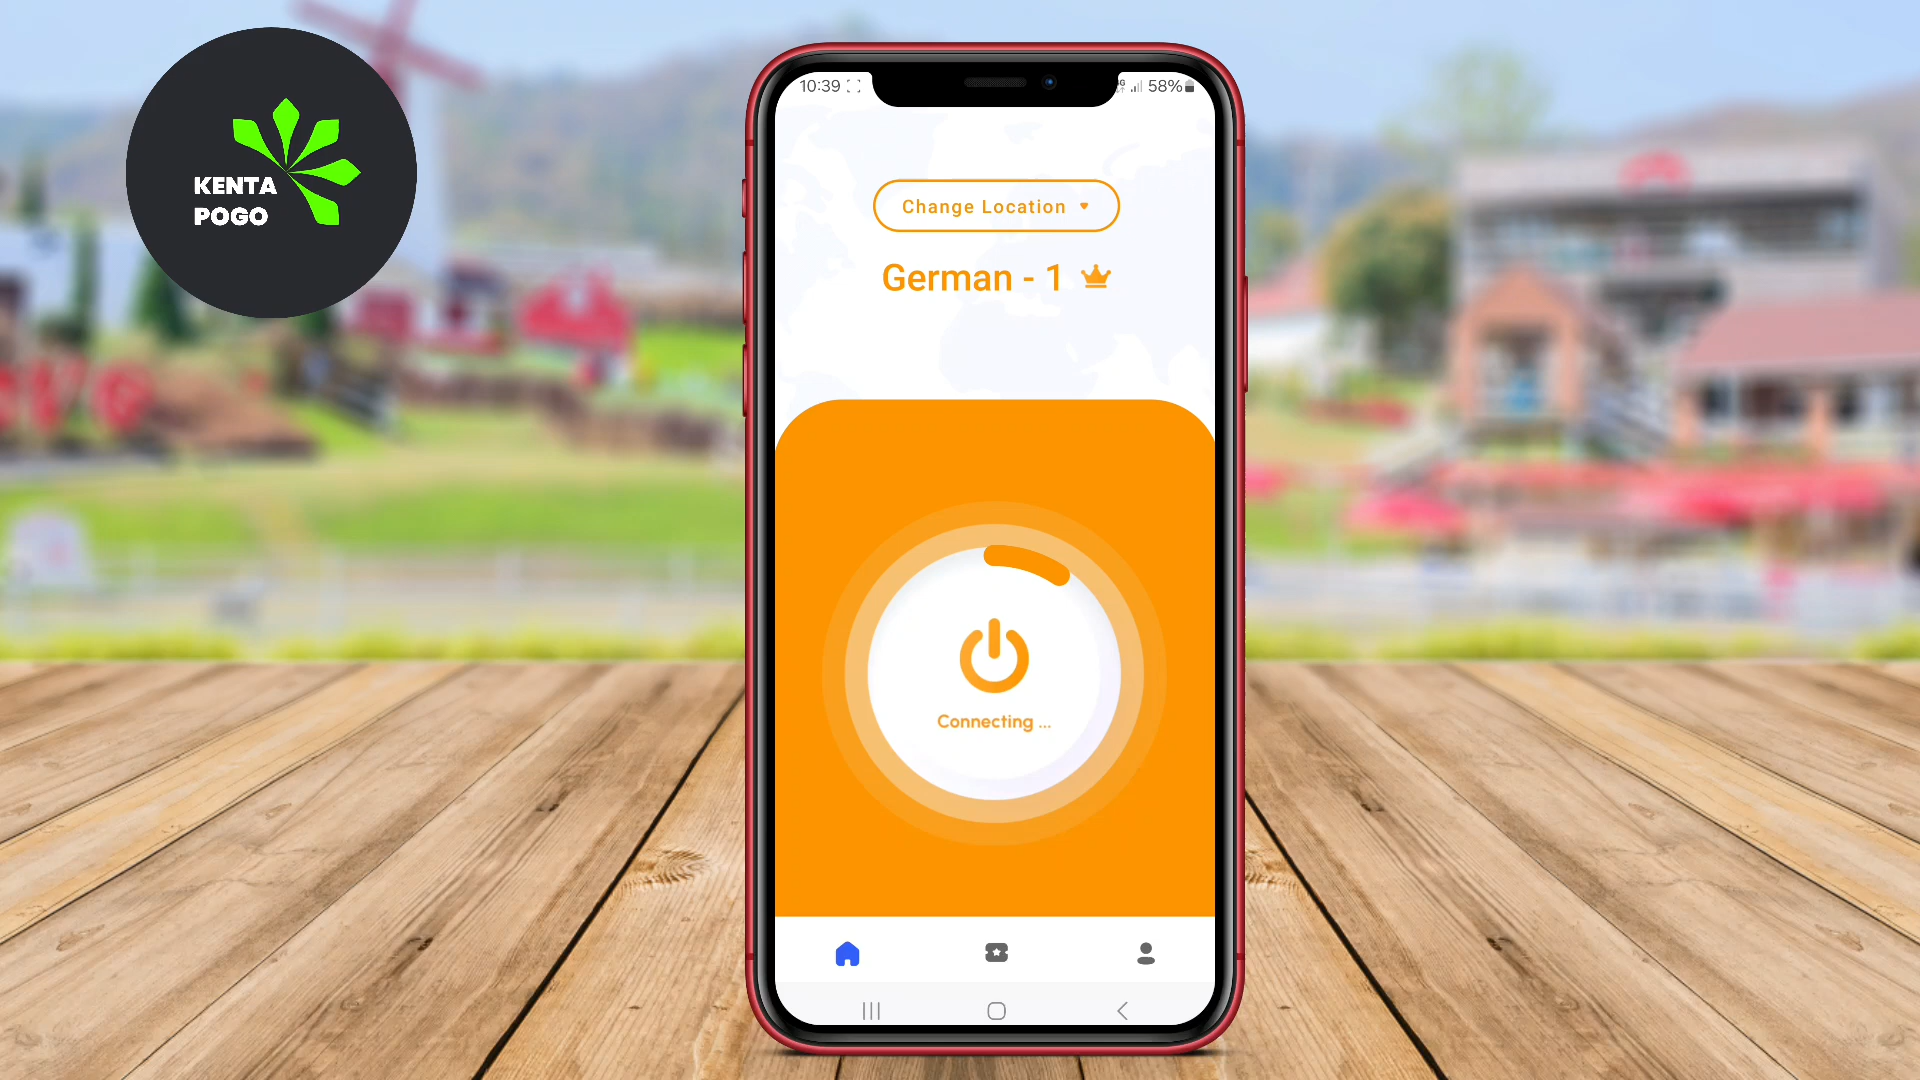 KENTA
POGO
10:39
58%
Change Location
German - 1
Connecting ...